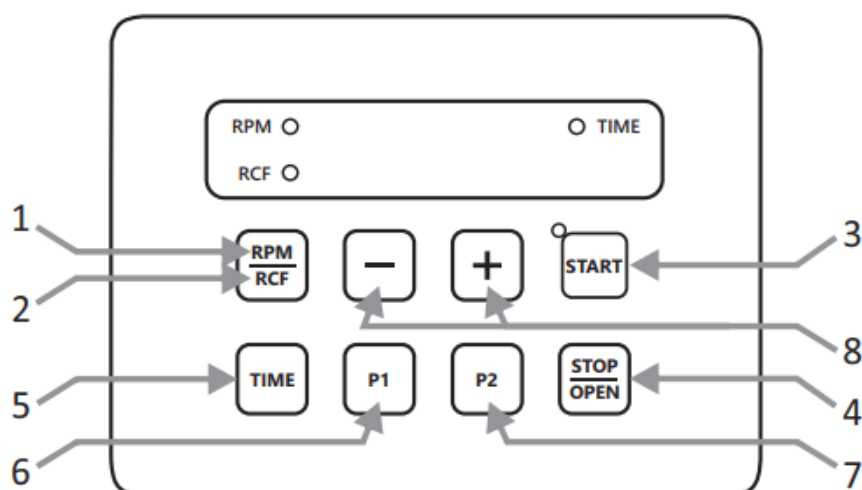 RPM TIME
RCF
1 3
RPM
RCF − + START
2
8
STOP
TIME P1 P2 OPEN
5 4
6 7